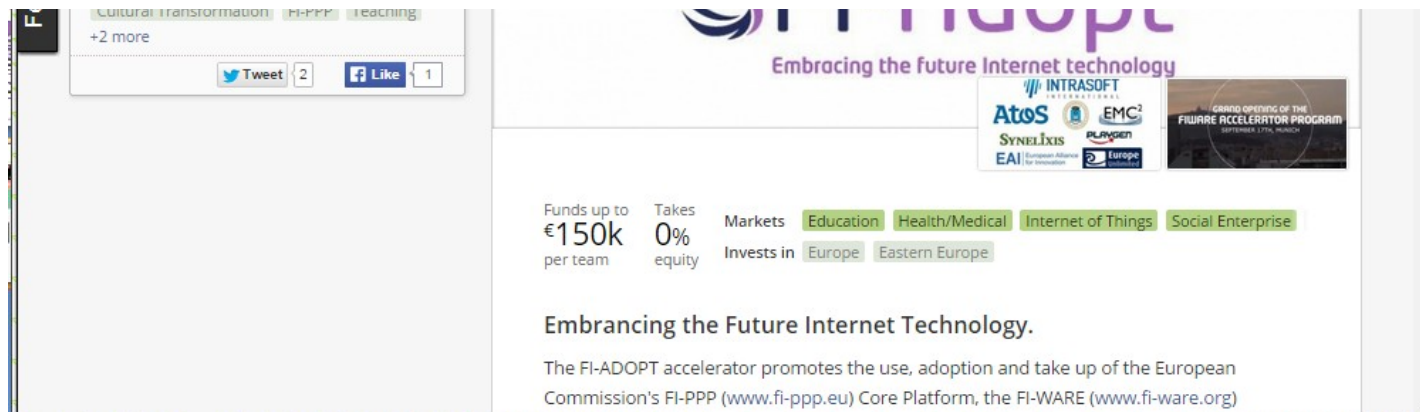 Cultural Transformation FI-PPP Teaching
+2 more
Tweet 2 Like 1
Embracing the future Internet technology
INTRASOFT
INTERNATIONAL
AtoS EMC²
SYNELIXIS PLAYGEN
EAI European Alliance for Innovation Europe Unlimited
GRAND OPENING OF THE
FIWARE ACCELERATOR PROGRAM
SEPTEMBER 17TH, MUNICH
Funds up to
€150k
per team
Takes
0%
equity
Markets Education Health/Medical Internet of Things Social Enterprise
Invests in Europe Eastern Europe
Embrancing the Future Internet Technology.
The FI-ADOPT accelerator promotes the use, adoption and take up of the European
Commission's FI-PPP (www.fi-ppp.eu) Core Platform, the FI-WARE (www.fi-ware.org)